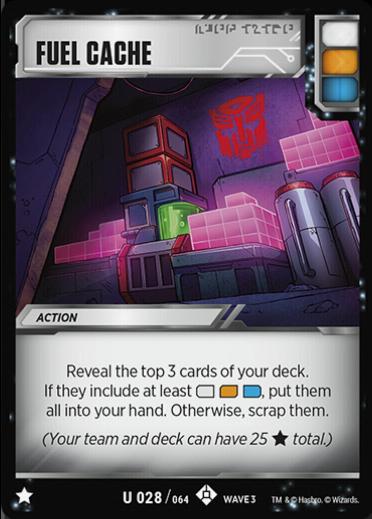 FUEL CACHE
ACTION
Reveal the top 3 cards of your deck.
If they include at least , put them
all into your hand. Otherwise, scrap them.
(Your team and deck can have 25 ★ total.)
★ U 028/064 WAVE 3 TM & © Hasbro. © Wizards.